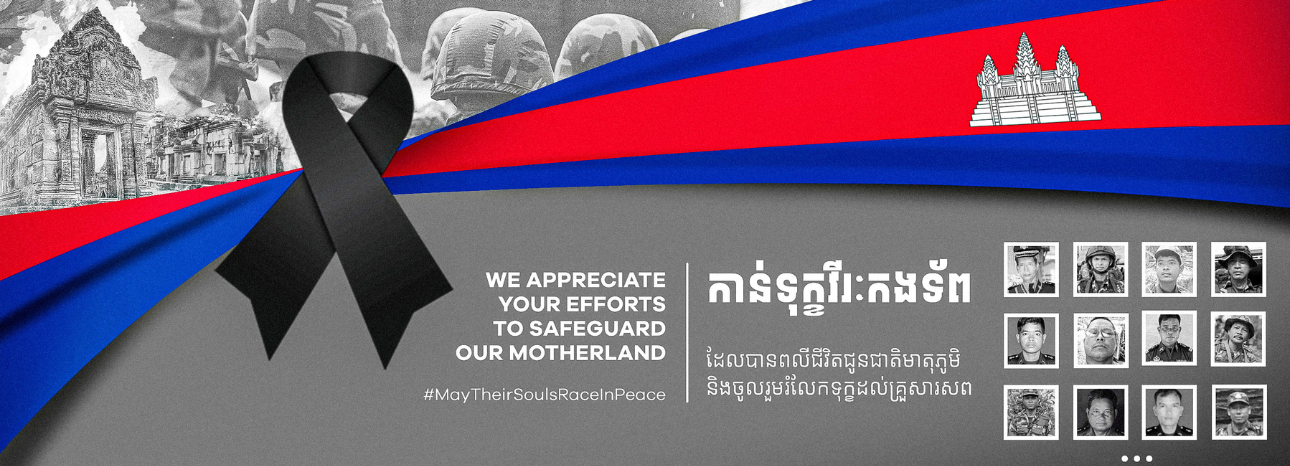 WE APPRECIATE
YOUR EFFORTS
TO SAFEGUARD
OUR MOTHERLAND
#MayTheirSoulsRaceInPeace
កាន់ទុក្ខវីរៈកងទ័ព
ដែលបានពលីជីវិតជូនជាតិមាតុភូមិ
និងចូលរួមរំលែកទុក្ខដល់គ្រួសារសព